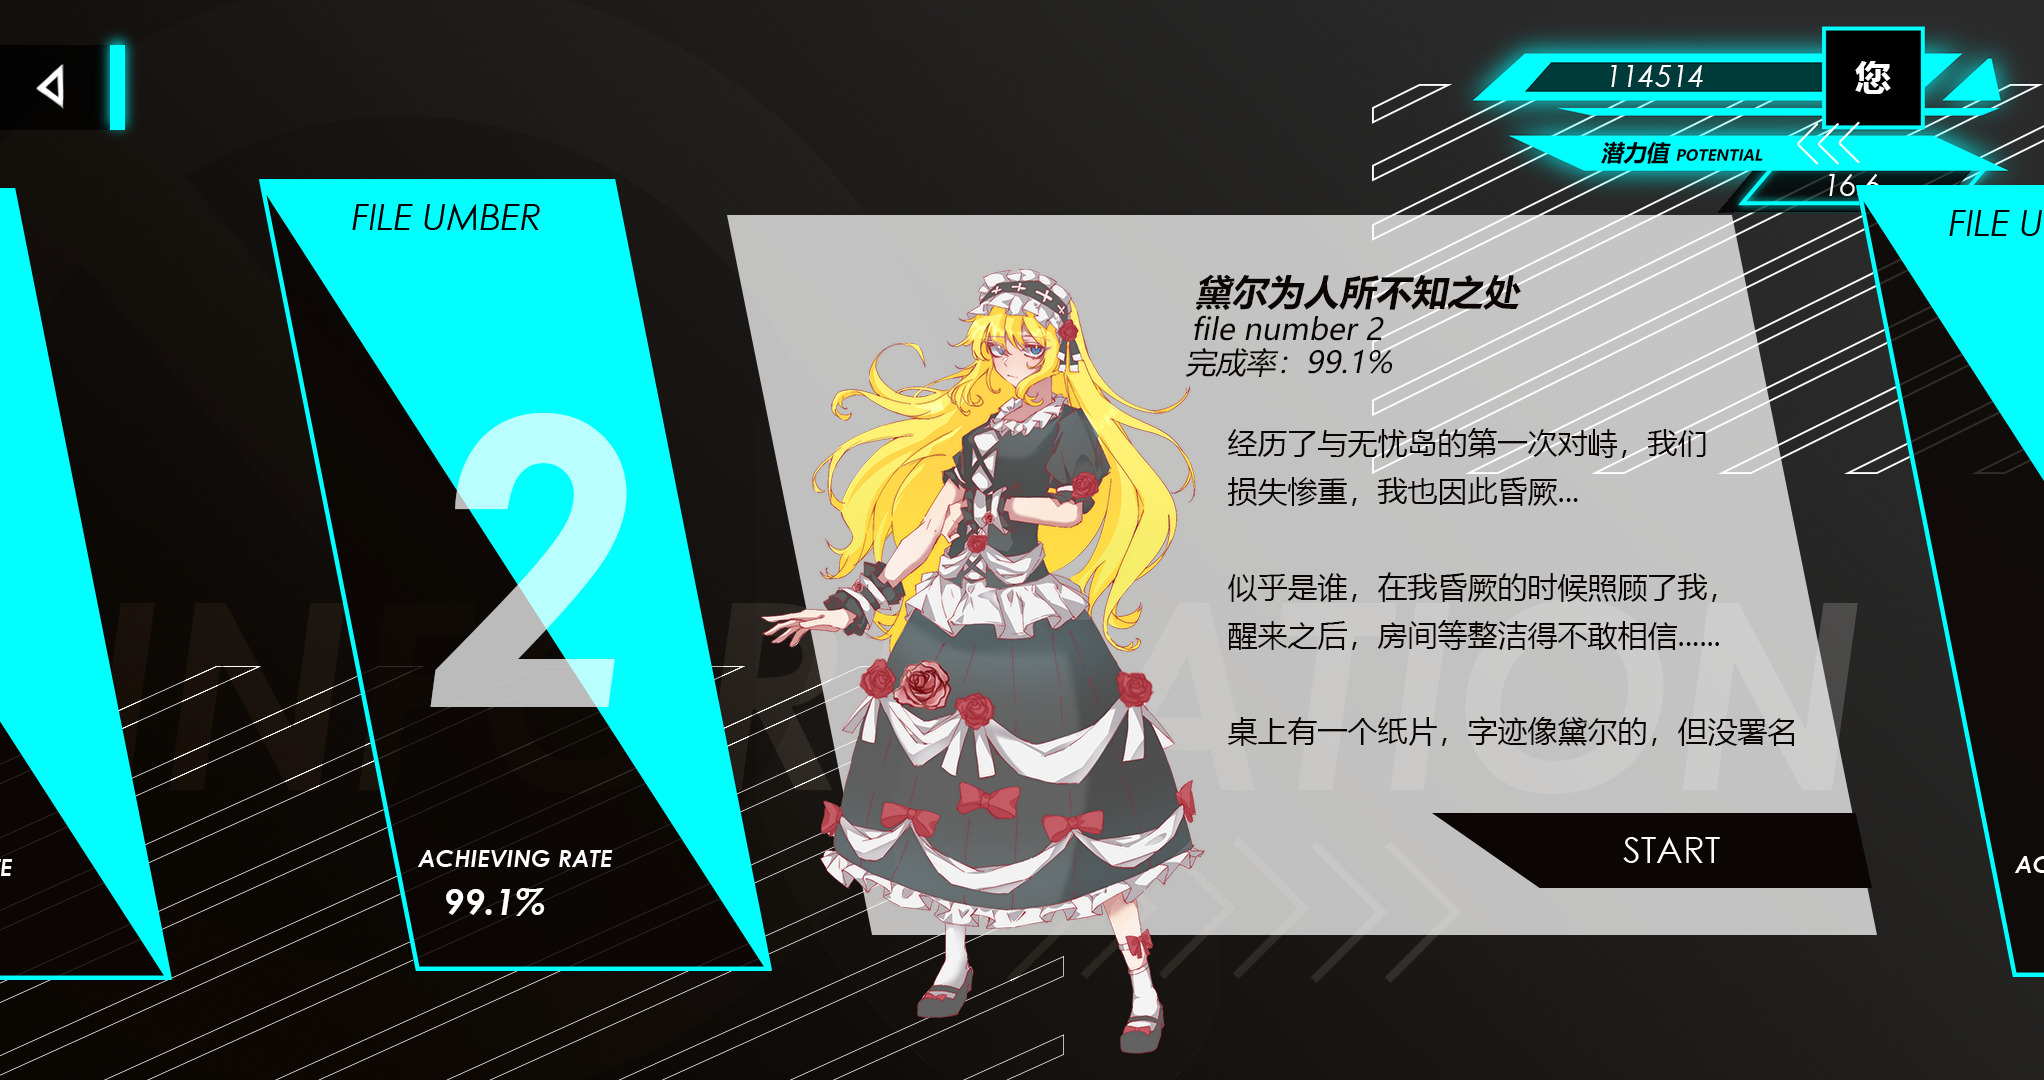 114514
您
潜力值 POTENTIAL
16.6
FILE UMBER
2
ACHIEVING RATE
99.1%
黛尔为人所不知之处
file number 2
完成率：99.1%
经历了与无忧岛的第一次对峙，我们
损失惨重，我也因此昏厥...
似乎是谁，在我昏厥的时候照顾了我，
醒来之后，房间等整洁得不敢相信......
桌上有一个纸片，字迹像黛尔的，但没署名
START
FILE U
AC
TE
INFORMATION